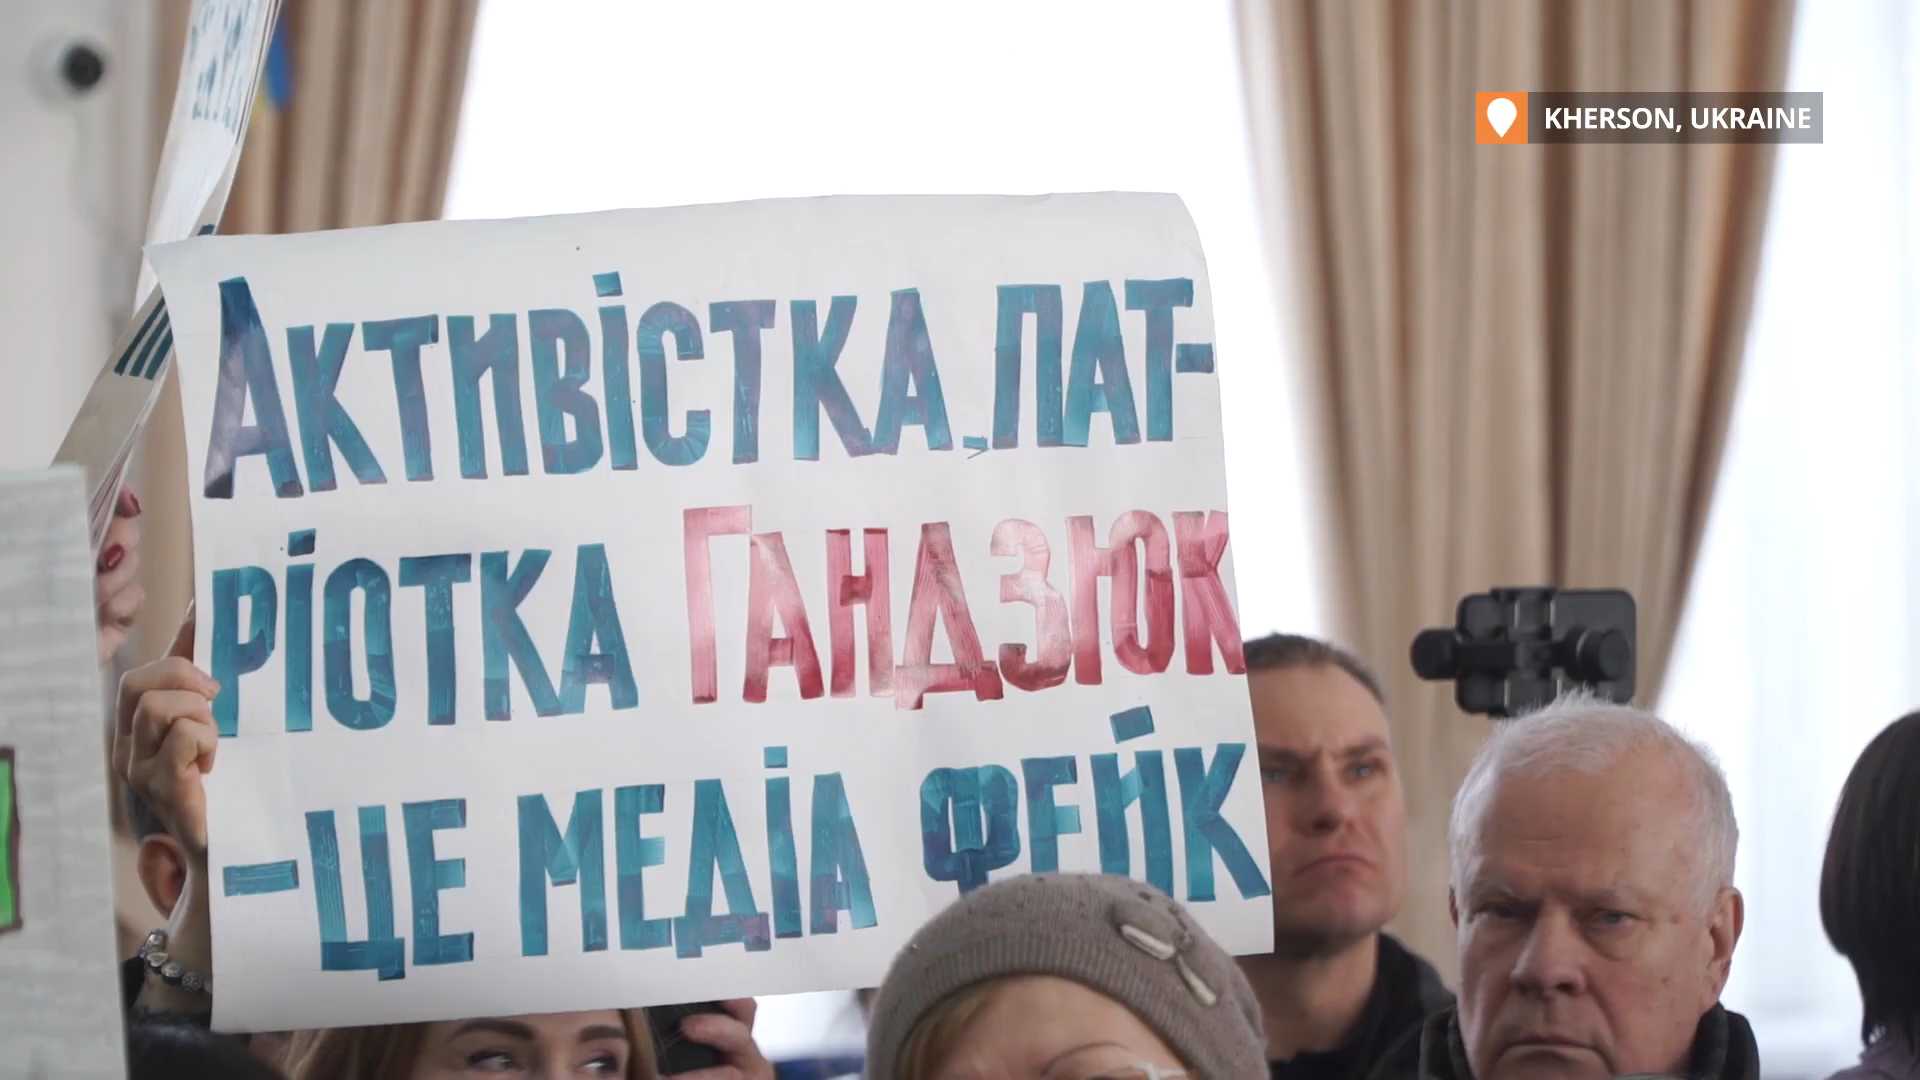 KHERSON, UKRAINE
АКТИВІСТКА, ПАТ-
РІОТКА ГАНДЗЮК
– ЦЕ МЕДІА ФЕЙК